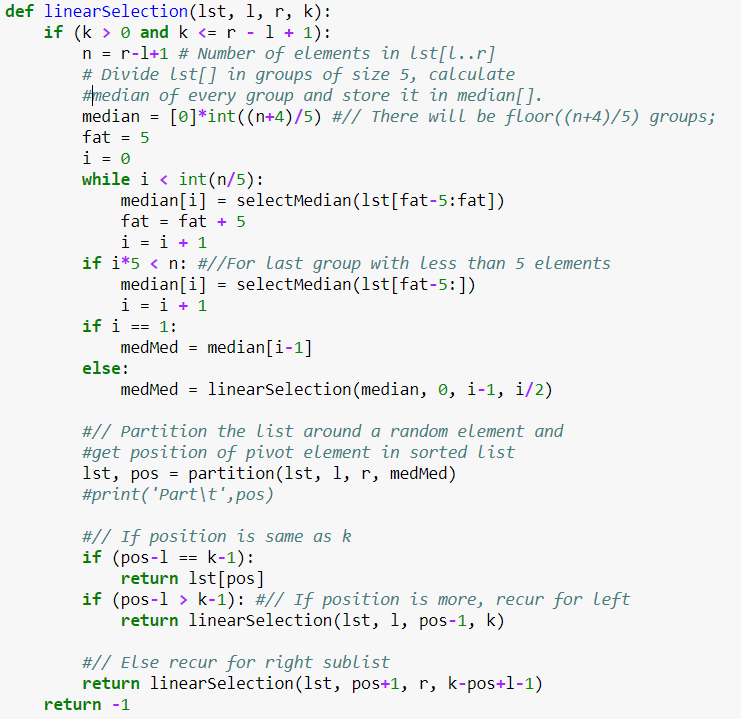 def linearSelection(lst, l, r, k):
    if (k > 0 and k <= r - l + 1):
        n = r-l+1 # Number of elements in lst[l..r]
        # Divide lst[] in groups of size 5, calculate
        #median of every group and store it in median[].
        median = [0]*int((n+4)/5) #// There will be floor((n+4)/5) groups;
        fat = 5
        i = 0
        while i < int(n/5):
            median[i] = selectMedian(lst[fat-5:fat])
            fat = fat + 5
            i = i + 1
        if i*5 < n: #//For last group with less than 5 elements
            median[i] = selectMedian(lst[fat-5:])
            i = i + 1
        if i == 1:
            medMed = median[i-1]
        else:
            medMed = linearSelection(median, 0, i-1, i/2)

        #// Partition the list around a random element and
        #get position of pivot element in sorted list
        lst, pos = partition(lst, l, r, medMed)
        #print('Part\t',pos)

        #// If position is same as k
        if (pos-l == k-1):
            return lst[pos]
        if (pos-l > k-1): #// If position is more, recur for left
            return linearSelection(lst, l, pos-1, k)

        #// Else recur for right sublist
        return linearSelection(lst, pos+1, r, k-pos+l-1)
    return -1